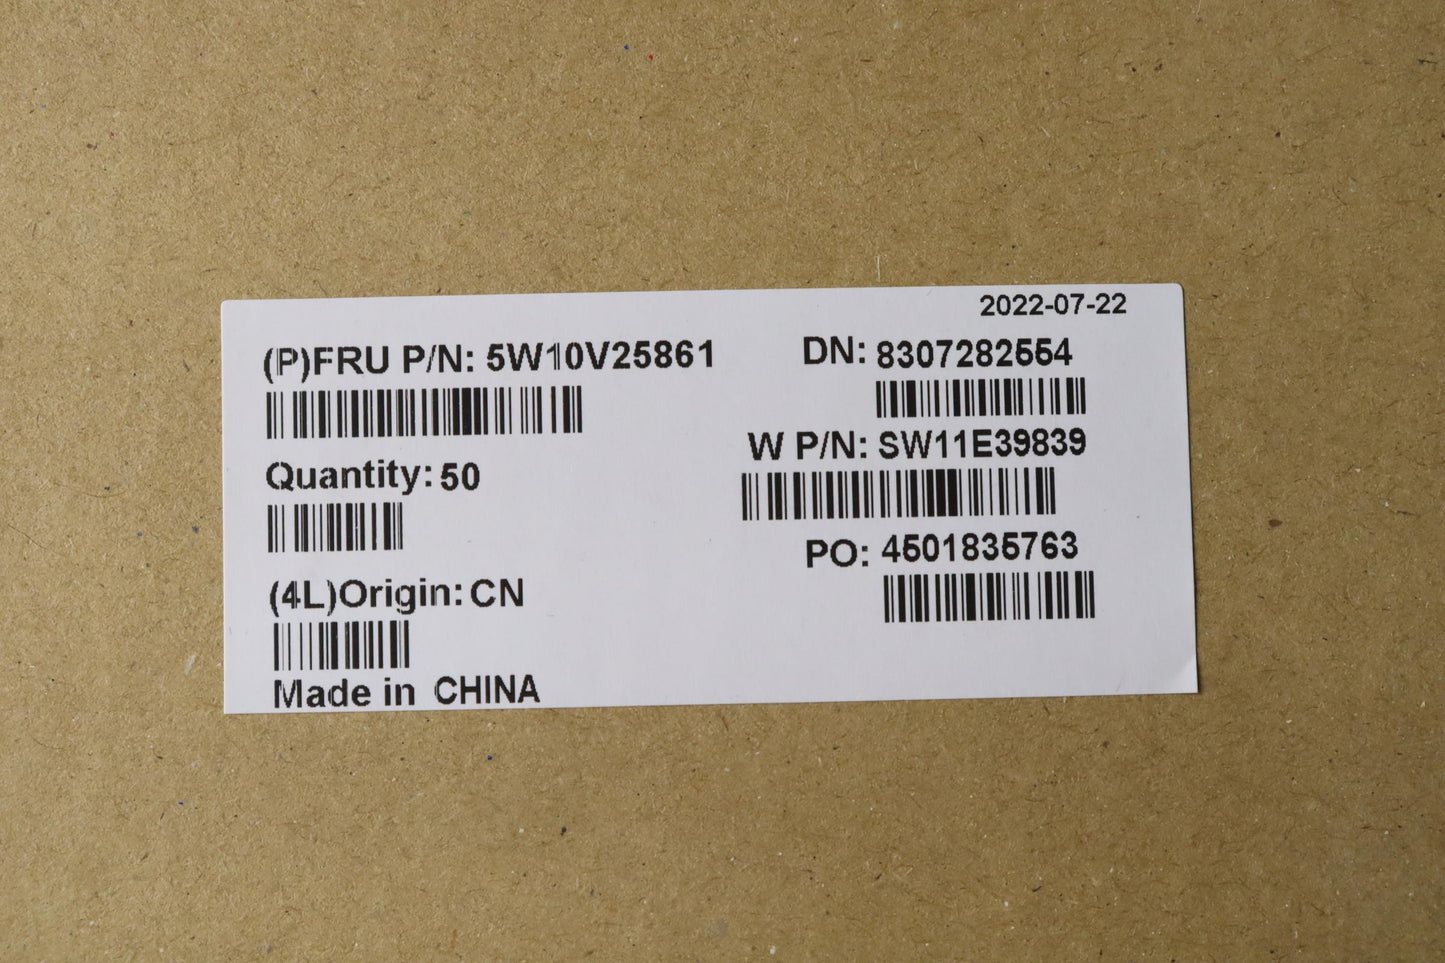 2022-07-22
(P)FRU P/N: 5W10V25861
DN: 8307282554
W P/N: SW11E39839
Quantity: 50
PO: 4501835763
(4L)Origin: CN
Made in CHINA